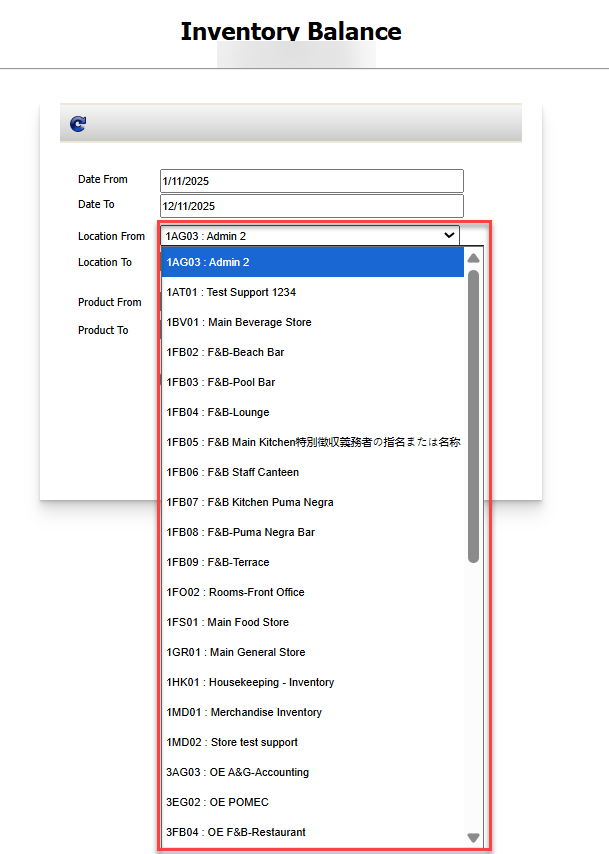 Inventory Balance
Date From
1/11/2025
Date To
12/11/2025
Location From
1AG03 : Admin 2
Location To
Product From
Product To
1AG03 : Admin 2
1AT01 : Test Support 1234
1BV01 : Main Beverage Store
1FB02 : F&B-Beach Bar
1FB03 : F&B-Pool Bar
1FB04 : F&B-Lounge
1FB05 : F&B Main Kitchen特別徴収義務者の指名または名称
1FB06 : F&B Staff Canteen
1FB07 : F&B Kitchen Puma Negra
1FB08 : F&B-Puma Negra Bar
1FB09 : F&B-Terrace
1FO02 : Rooms-Front Office
1FS01 : Main Food Store
1GR01 : Main General Store
1HK01 : Housekeeping - Inventory
1MD01 : Merchandise Inventory
1MD02 : Store test support
3AG03 : OE A&G-Accounting
3EG02 : OE POMEC
3FB04 : OE F&B-Restaurant